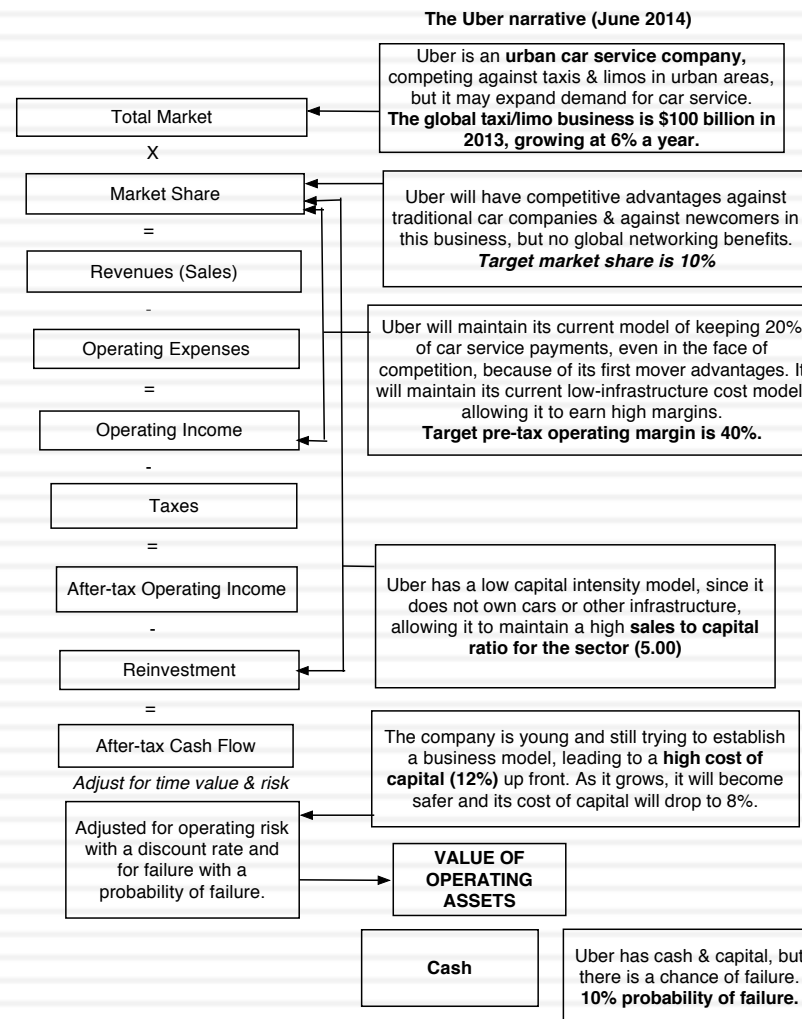 The Uber narrative (June 2014)
Uber is an urban car service company,
competing against taxis & limos in urban areas,
but it may expand demand for car service.
The global taxi/limo business is $100 billion in
2013, growing at 6% a year.
Total Market
X
Market Share
Uber will have competitive advantages against
traditional car companies & against newcomers in
this business, but no global networking benefits.
Target market share is 10%
=
Revenues (Sales)
-
Operating Expenses
Uber will maintain its current model of keeping 20%
of car service payments, even in the face of
competition, because of its first mover advantages. It
will maintain its current low-infrastructure cost model,
allowing it to earn high margins.
Target pre-tax operating margin is 40%.
=
Operating Income
-
Taxes
=
After-tax Operating Income
Uber has a low capital intensity model, since it
does not own cars or other infrastructure,
allowing it to maintain a high sales to capital
ratio for the sector (5.00)
-
Reinvestment
=
After-tax Cash Flow
The company is young and still trying to establish
a business model, leading to a high cost of
capital (12%) up front. As it grows, it will become
safer and its cost of capital will drop to 8%.
Adjust for time value & risk
Adjusted for operating risk
with a discount rate and
for failure with a
probability of failure.
VALUE OF
OPERATING
ASSETS
Cash
Uber has cash & capital, but
there is a chance of failure.
10% probability of failure.